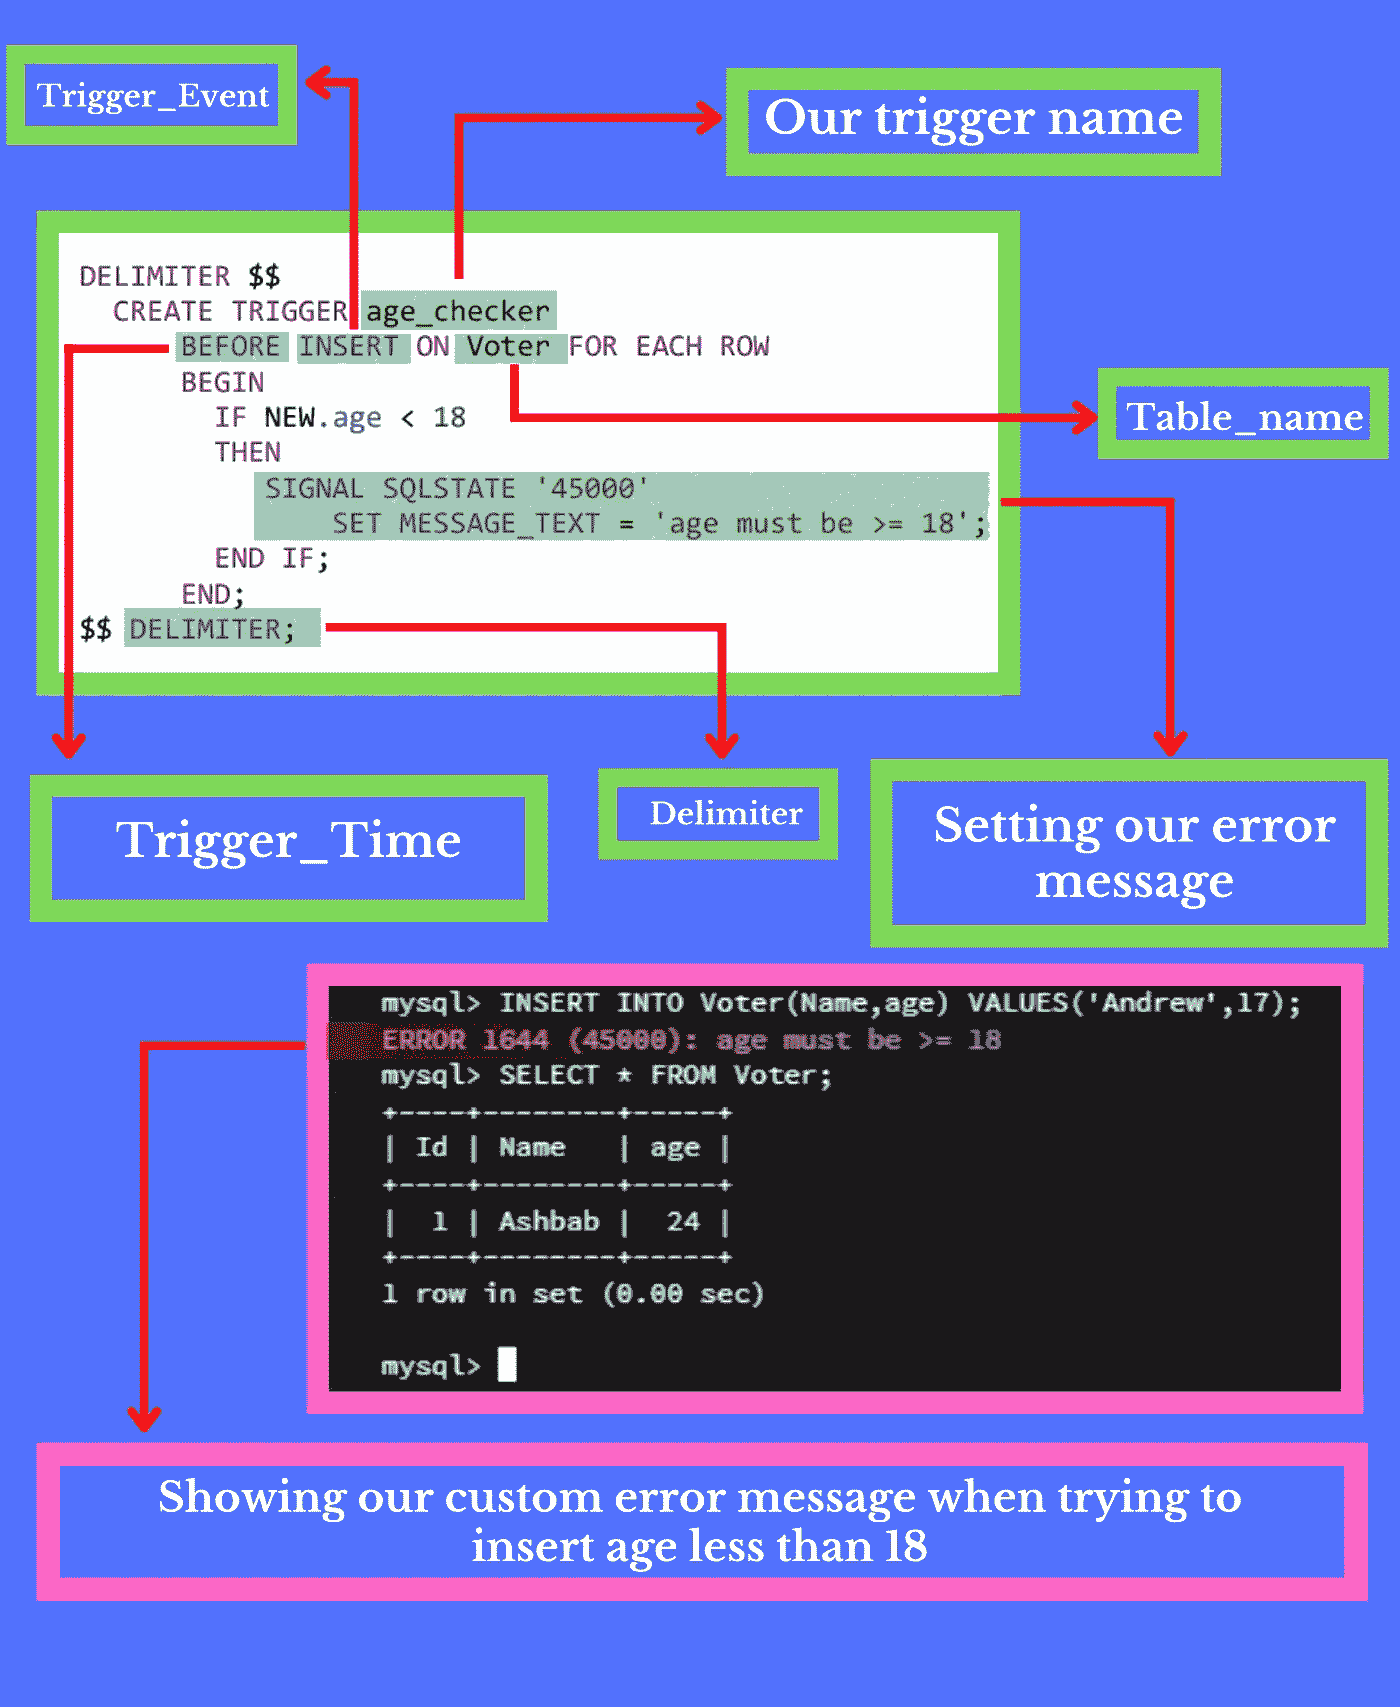 Trigger_Event
Our trigger name
DELIMITER $$
CREATE TRIGGER age_checker
BEFORE INSERT ON Voter FOR EACH ROW
BEGIN
IF NEW.age < 18
THEN
SIGNAL SQLSTATE '45000'
SET MESSAGE_TEXT = 'age must be >= 18';
END IF;
END;
$$ DELIMITER;
Table_name
Trigger_Time
Delimiter
Setting our error
message
mysql> INSERT INTO Voter(Name,age) VALUES('Andrew',17);
ERROR 1644 (45000): age must be >= 18
mysql> SELECT * FROM Voter;
+----+--------+-----+
| Id | Name   | age |
+----+--------+-----+
|  1 | Ashbab |  24 |
+----+--------+-----+
1 row in set (0.00 sec)
mysql>
Showing our custom error message when trying to
insert age less than 18